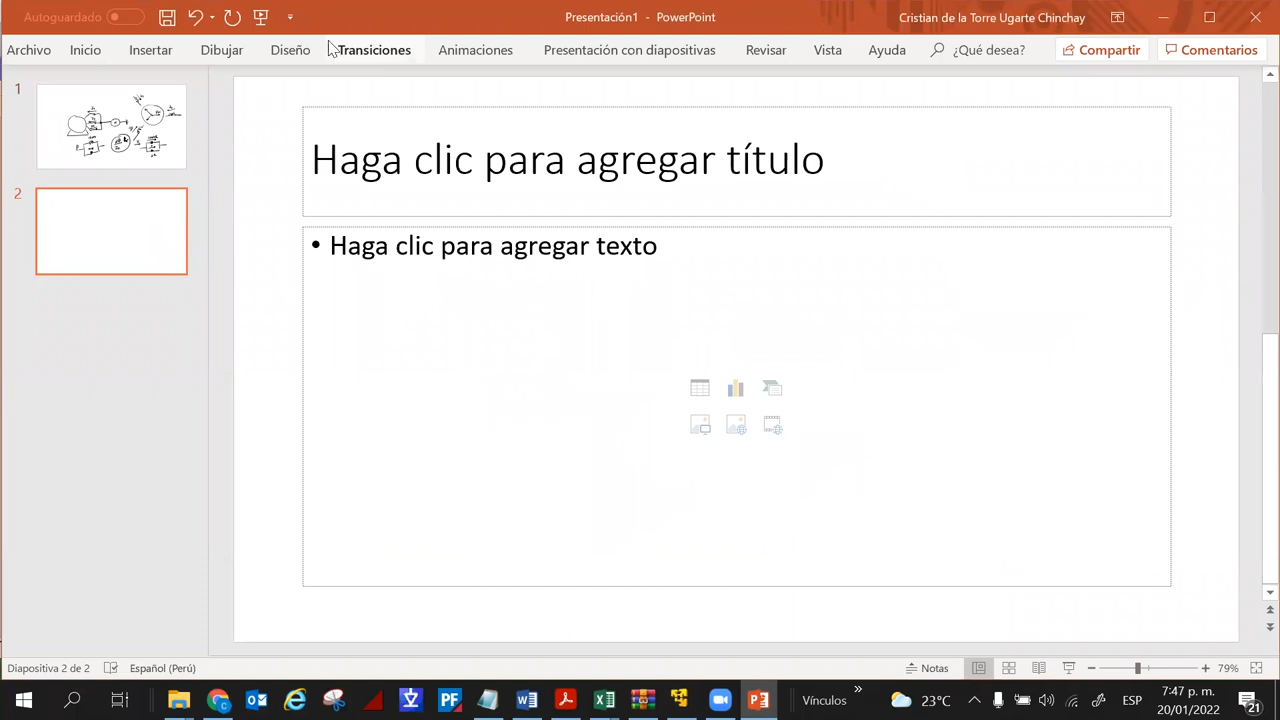 Autoguardado
Presentación1 - PowerPoint
Cristian de la Torre Ugarte Chinchay
Archivo Inicio Insertar Dibujar Diseño Transiciones Animaciones Presentación con diapositivas Revisar Vista Ayuda ¿Qué desea? Compartir Comentarios
1
2
Haga clic para agregar título
• Haga clic para agregar texto
Diapositiva 2 de 2 Español (Perú) Notas 79%
Vínculos » 23°C ESP 7:47 p. m.
20/01/2022
21